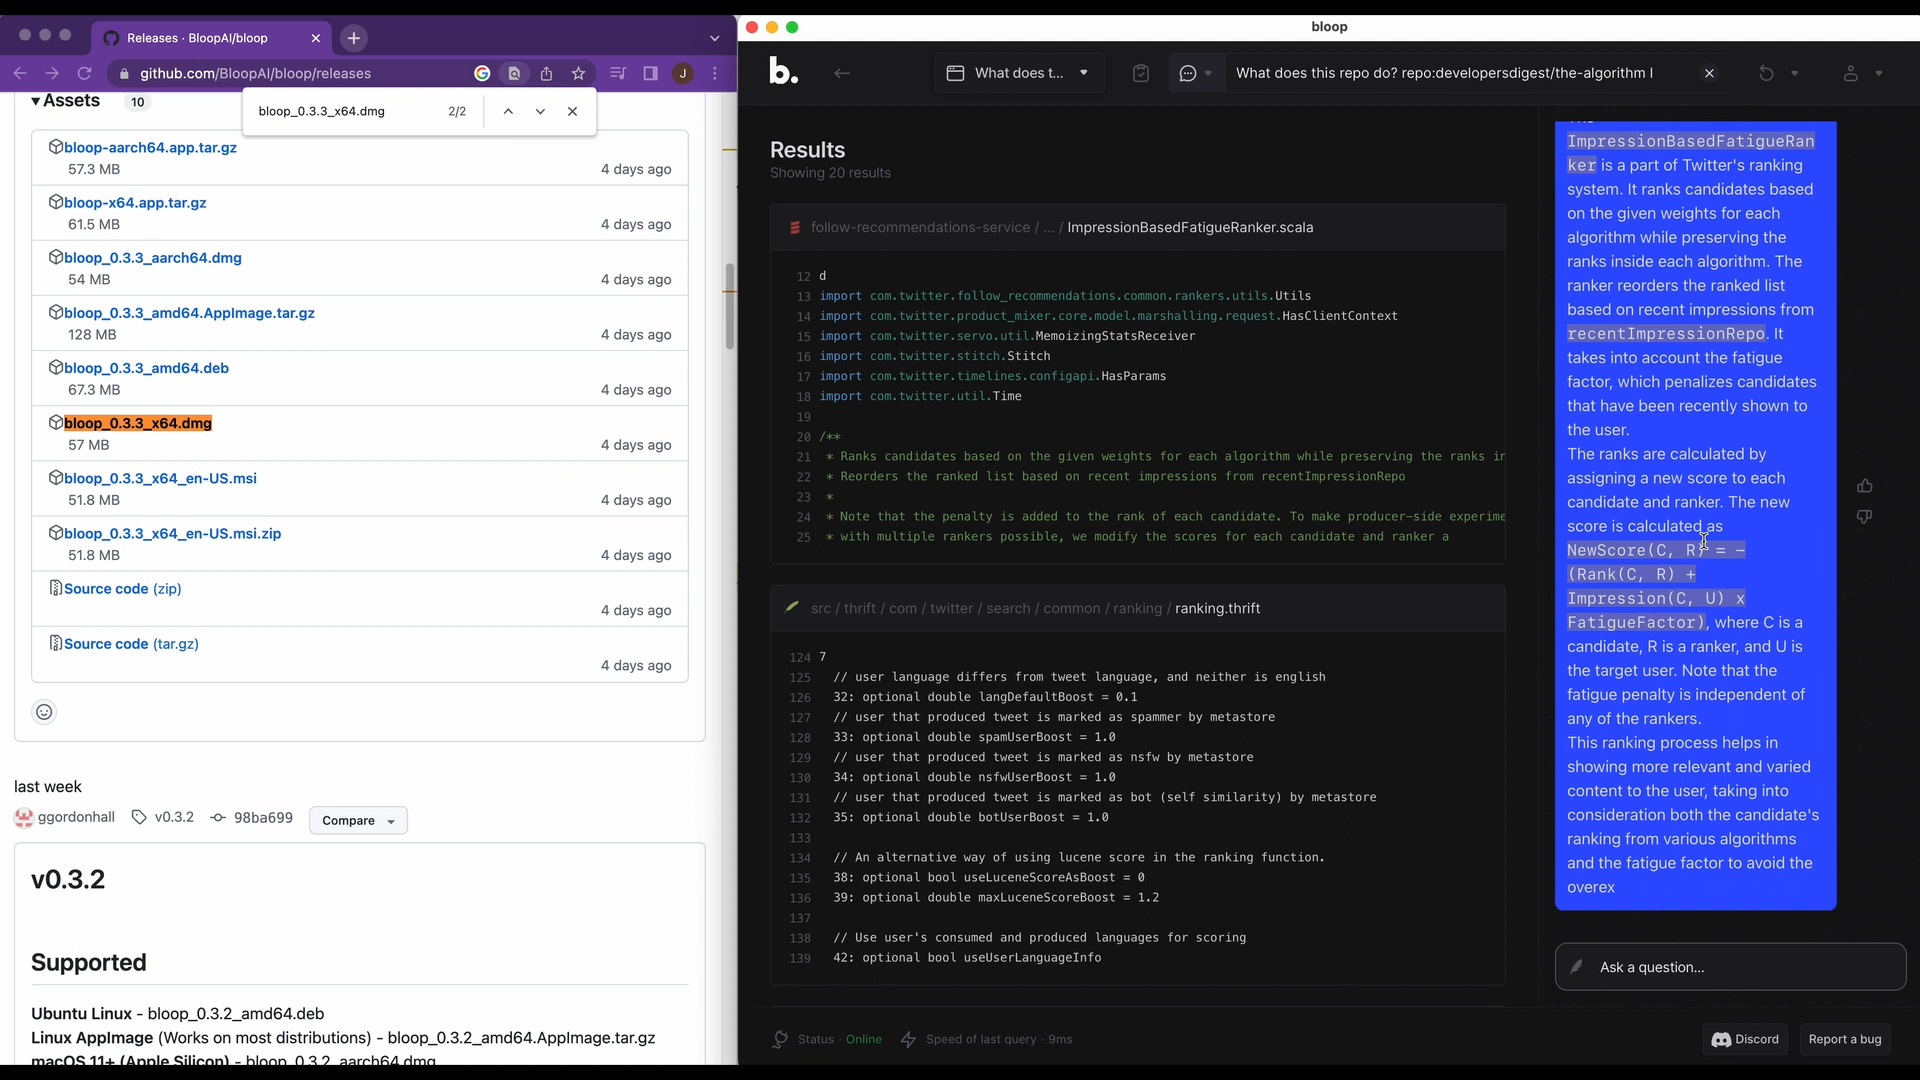 Releases · BloopAI/bloop
github.com/BloopAI/bloop/releases
J
bloop_0.3.3_x64.dmg
2/2
Assets 10
bloop-aarch64.app.tar.gz
57.3 MB
4 days ago
bloop-x64.app.tar.gz
61.5 MB
4 days ago
bloop_0.3.3_aarch64.dmg
54 MB
4 days ago
bloop_0.3.3_amd64.AppImage.tar.gz
128 MB
4 days ago
bloop_0.3.3_amd64.deb
67.3 MB
4 days ago
bloop_0.3.3_x64.dmg
57 MB
4 days ago
bloop_0.3.3_x64_en-US.msi
51.8 MB
4 days ago
bloop_0.3.3_x64_en-US.msi.zip
51.8 MB
4 days ago
Source code (zip)
4 days ago
Source code (tar.gz)
4 days ago
last week
ggordonhall
v0.3.2
98ba699
Compare
v0.3.2
Supported
Ubuntu Linux - bloop_0.3.2_amd64.deb
Linux AppImage (Works on most distributions) - bloop_0.3.2_amd64.AppImage.tar.gz
macOS 11+ (Apple Silicon) - bloop_0.3.2_aarch64.dmg
bloop
b.
What does t...
What does this repo do? repo:developersdigest/the-algorithm l
Results
Showing 20 results
follow-recommendations-service / ... / ImpressionBasedFatigueRanker.scala
12 d
13 import com.twitter.follow_recommendations.common.rankers.utils.Utils
14 import com.twitter.product_mixer.core.model.marshalling.request.HasClientContext
15 import com.twitter.servo.util.MemoizingStatsReceiver
16 import com.twitter.stitch.Stitch
17 import com.twitter.timelines.configapi.HasParams
18 import com.twitter.util.Time
19
20 /**
21 * Ranks candidates based on the given weights for each algorithm while preserving the ranks in
22 * Reorders the ranked list based on recent impressions from recentImpressionRepo
23 *
24 * Note that the penalty is added to the rank of each candidate. To make producer-side experime
25 * with multiple rankers possible, we modify the scores for each candidate and ranker a
src / thrift / com / twitter / search / common / ranking / ranking.thrift
124 7
125 // user language differs from tweet language, and neither is english
126 32: optional double langDefaultBoost = 0.1
127 // user that produced tweet is marked as spammer by metastore
128 33: optional double spamUserBoost = 1.0
129 // user that produced tweet is marked as nsfw by metastore
130 34: optional double nsfwUserBoost = 1.0
131 // user that produced tweet is marked as bot (self similarity) by metastore
132 35: optional double botUserBoost = 1.0
133
134 // An alternative way of using lucene score in the ranking function.
135 38: optional bool useLuceneScoreAsBoost = 0
136 39: optional double maxLuceneScoreBoost = 1.2
137
138 // Use user's consumed and produced languages for scoring
139 42: optional bool useUserLanguageInfo
ImpressionBasedFatigueRan
ker is a part of Twitter's ranking
system. It ranks candidates based
on the given weights for each
algorithm while preserving the
ranks inside each algorithm. The
ranker reorders the ranked list
based on recent impressions from
recentImpressionRepo. It
takes into account the fatigue
factor, which penalizes candidates
that have been recently shown to
the user.
The ranks are calculated by
assigning a new score to each
candidate and ranker. The new
score is calculated as
NewScore(C, R) = -
(Rank(C, R) +
Impression(C, U) x
FatigueFactor), where C is a
candidate, R is a ranker, and U is
the target user. Note that the
fatigue penalty is independent of
any of the rankers.
This ranking process helps in
showing more relevant and varied
content to the user, taking into
consideration both the candidate's
ranking from various algorithms
and the fatigue factor to avoid the
overex
Ask a question...
Status · Online
Speed of last query · 9ms
Discord
Report a bug